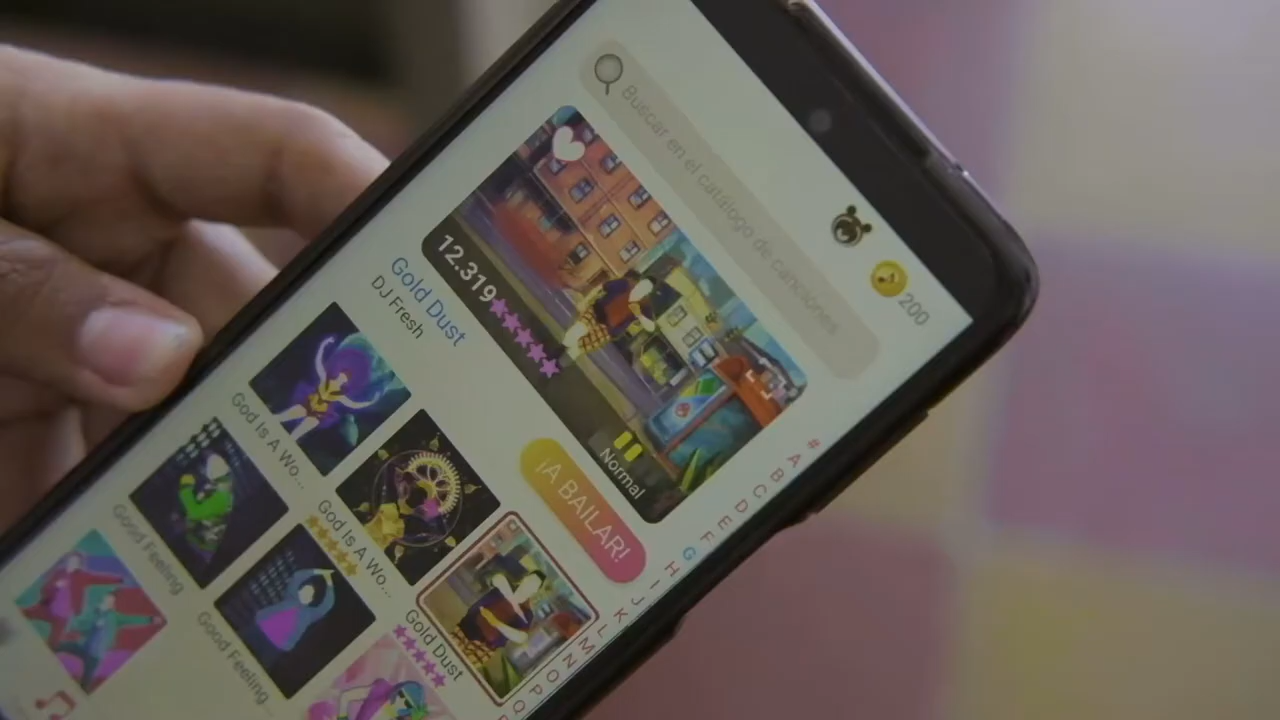 Buscar en el catálogo de canciones
200
12.319
Normal
Gold Dust
DJ Fresh
¡A BAILAR!
God Is A Wo...
God Is A Wo...
Gold Dust
Good Feeling
Good Feeling...
#
A
B
C
D
E
F
G
H
I
J
K
L
M
N
O
P
Q